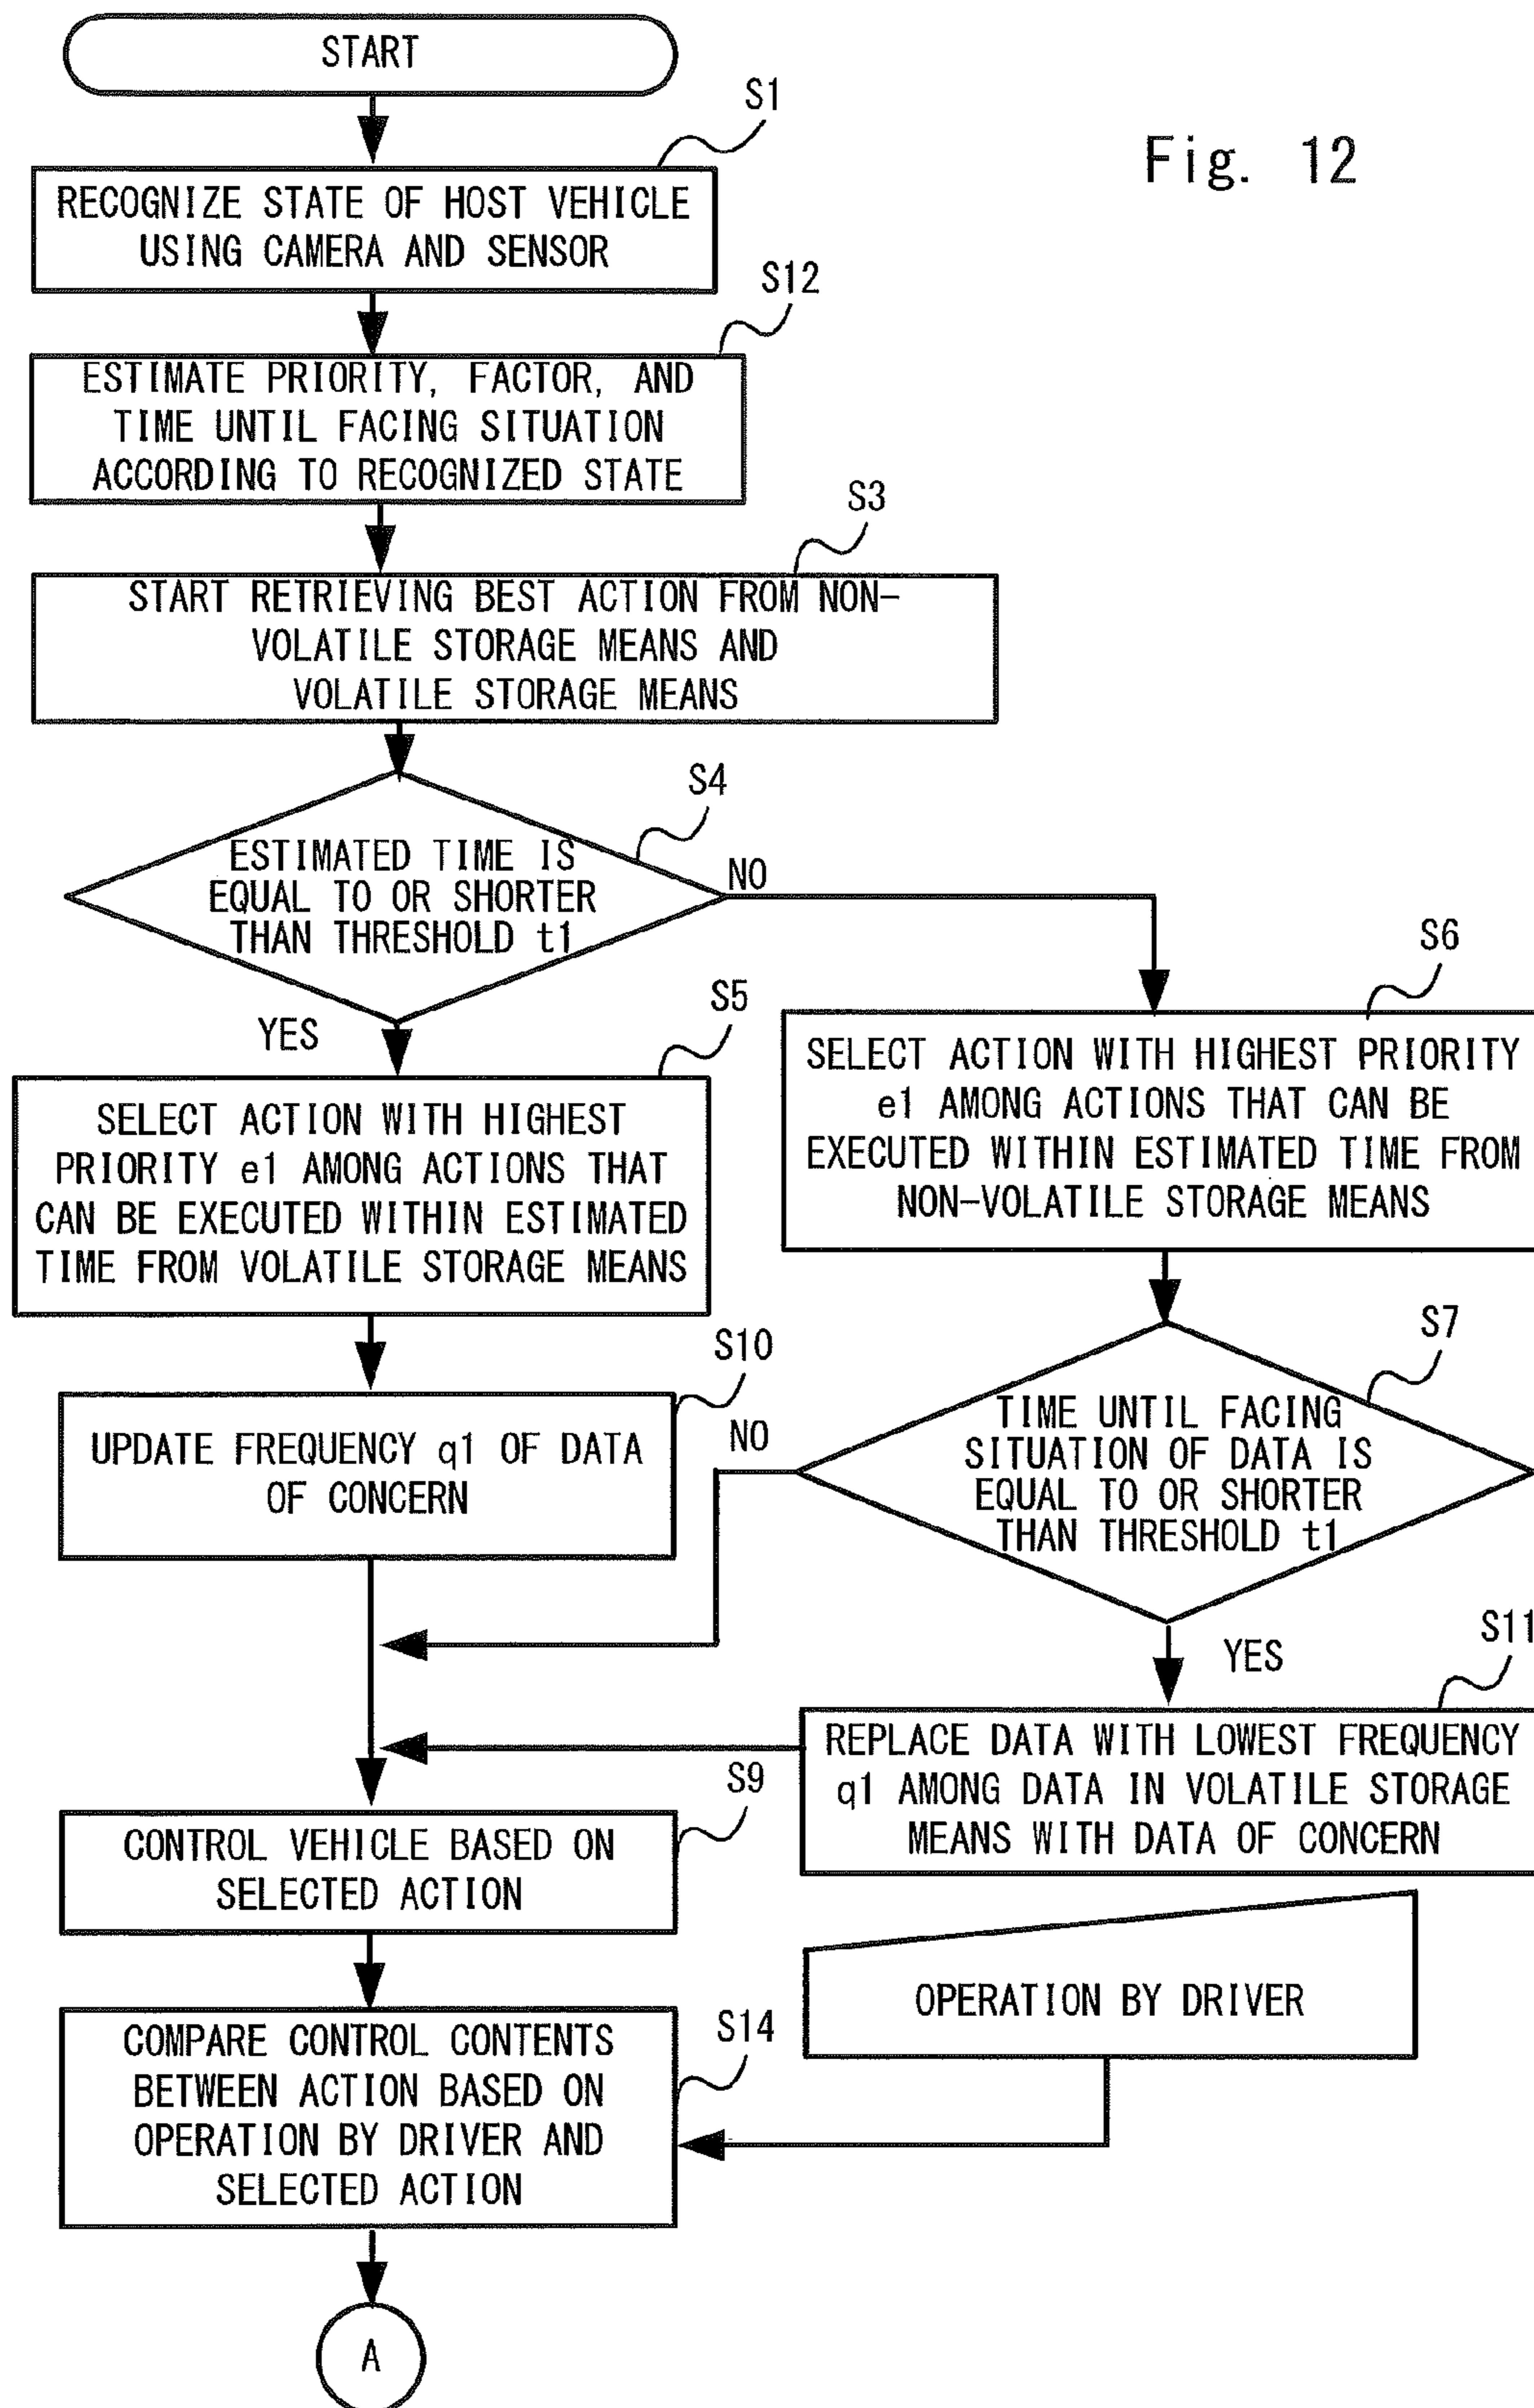 START
S1
Fig. 12
RECOGNIZE STATE OF HOST VEHICLE
USING CAMERA AND SENSOR
S12
ESTIMATE PRIORITY, FACTOR, AND
TIME UNTIL FACING SITUATION
ACCORDING TO RECOGNIZED STATE
S3
START RETRIEVING BEST ACTION FROM NON-
VOLATILE STORAGE MEANS AND
VOLATILE STORAGE MEANS
S4
ESTIMATED TIME IS
EQUAL TO OR SHORTER
THAN THRESHOLD t1
NO
YES
S5
SELECT ACTION WITH HIGHEST
PRIORITY e1 AMONG ACTIONS THAT
CAN BE EXECUTED WITHIN ESTIMATED
TIME FROM VOLATILE STORAGE MEANS
S6
SELECT ACTION WITH HIGHEST PRIORITY
e1 AMONG ACTIONS THAT CAN BE
EXECUTED WITHIN ESTIMATED TIME FROM
NON-VOLATILE STORAGE MEANS
S10
UPDATE FREQUENCY q1 OF DATA
OF CONCERN
S7
TIME UNTIL FACING
SITUATION OF DATA IS
EQUAL TO OR SHORTER
THAN THRESHOLD t1
NO
YES
S11
REPLACE DATA WITH LOWEST FREQUENCY
q1 AMONG DATA IN VOLATILE STORAGE
MEANS WITH DATA OF CONCERN
S9
CONTROL VEHICLE BASED ON
SELECTED ACTION
OPERATION BY DRIVER
S14
COMPARE CONTROL CONTENTS
BETWEEN ACTION BASED ON
OPERATION BY DRIVER AND
SELECTED ACTION
A